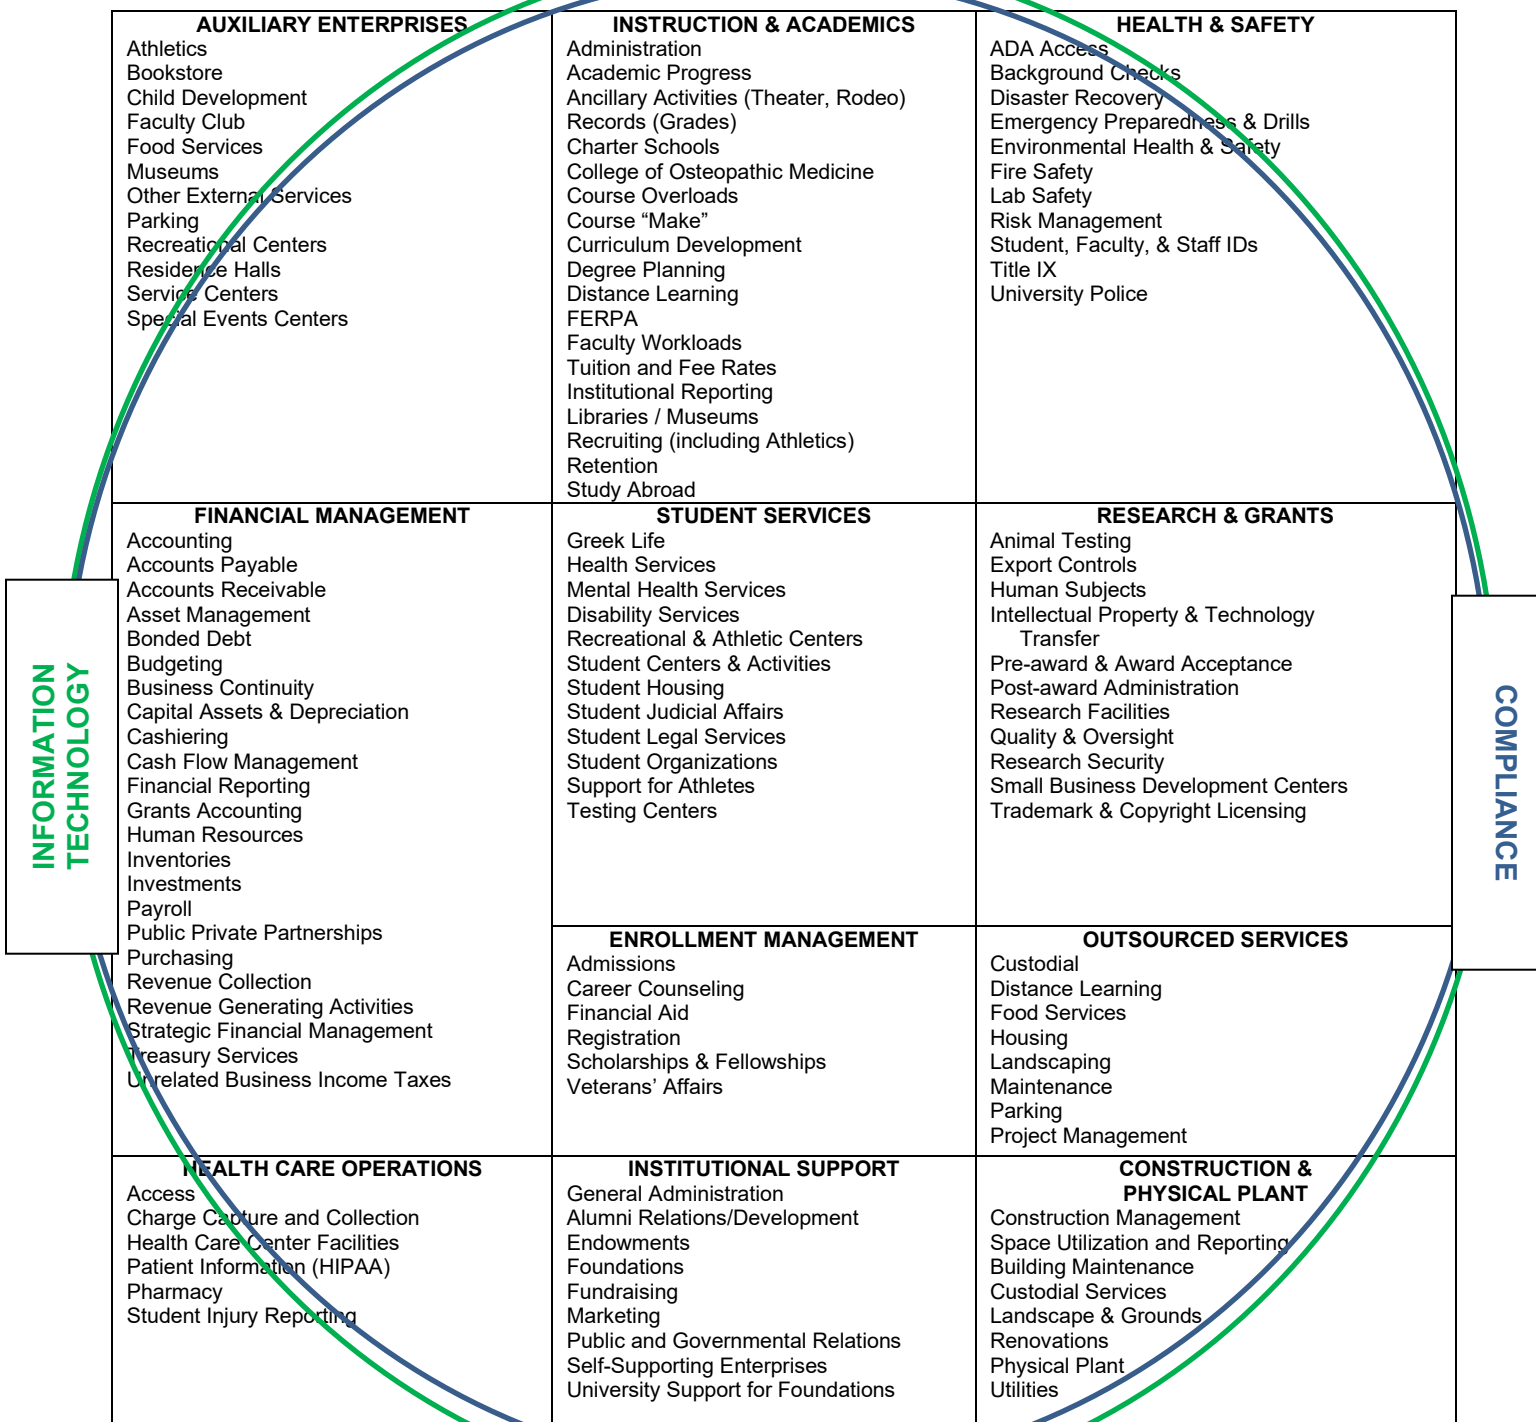 AUXILIARY ENTERPRISES
Athletics
Bookstore
Child Development
Faculty Club
Food Services
Museums
Other External Services
Parking
Recreational Centers
Residence Halls
Service Centers
Special Events Centers
INSTRUCTION & ACADEMICS
Administration
Academic Progress
Ancillary Activities (Theater, Rodeo)
Records (Grades)
Charter Schools
College of Osteopathic Medicine
Course Overloads
Course “Make”
Curriculum Development
Degree Planning
Distance Learning
FERPA
Faculty Workloads
Tuition and Fee Rates
Institutional Reporting
Libraries / Museums
Recruiting (including Athletics)
Retention
Study Abroad
HEALTH & SAFETY
ADA Access
Background Checks
Disaster Recovery
Emergency Preparedness & Drills
Environmental Health & Safety
Fire Safety
Lab Safety
Risk Management
Student, Faculty, & Staff IDs
Title IX
University Police
INFORMATION
TECHNOLOGY
FINANCIAL MANAGEMENT
Accounting
Accounts Payable
Accounts Receivable
Asset Management
Bonded Debt
Budgeting
Business Continuity
Capital Assets & Depreciation
Cashiering
Cash Flow Management
Financial Reporting
Grants Accounting
Human Resources
Inventories
Investments
Payroll
Public Private Partnerships
Purchasing
Revenue Collection
Revenue Generating Activities
Strategic Financial Management
Treasury Services
Unrelated Business Income Taxes
STUDENT SERVICES
Greek Life
Health Services
Mental Health Services
Disability Services
Recreational & Athletic Centers
Student Centers & Activities
Student Housing
Student Judicial Affairs
Student Legal Services
Student Organizations
Support for Athletes
Testing Centers
RESEARCH & GRANTS
Animal Testing
Export Controls
Human Subjects
Intellectual Property & Technology
Transfer
Pre-award & Award Acceptance
Post-award Administration
Research Facilities
Quality & Oversight
Research Security
Small Business Development Centers
Trademark & Copyright Licensing
COMPLIANCE
ENROLLMENT MANAGEMENT
Admissions
Career Counseling
Financial Aid
Registration
Scholarships & Fellowships
Veterans’ Affairs
OUTSOURCED SERVICES
Custodial
Distance Learning
Food Services
Housing
Landscaping
Maintenance
Parking
Project Management
HEALTH CARE OPERATIONS
Access
Charge Capture and Collection
Health Care Center Facilities
Patient Information (HIPAA)
Pharmacy
Student Injury Reporting
INSTITUTIONAL SUPPORT
General Administration
Alumni Relations/Development
Endowments
Foundations
Fundraising
Marketing
Public and Governmental Relations
Self-Supporting Enterprises
University Support for Foundations
CONSTRUCTION &
PHYSICAL PLANT
Construction Management
Space Utilization and Reporting
Building Maintenance
Custodial Services
Landscape & Grounds
Renovations
Physical Plant
Utilities